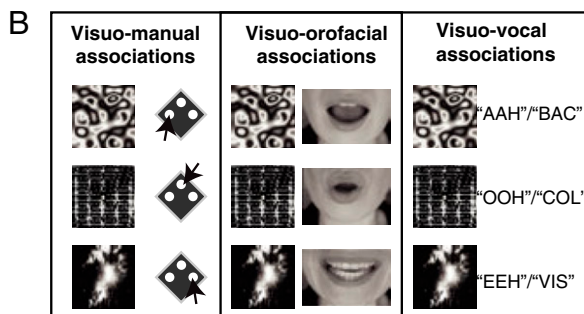 B
Visuo-manual
associations
Visuo-orofacial
associations
Visuo-vocal
associations
“AAH”/“BAC”
“OOH”/“COL”
“EEH”/“VIS”